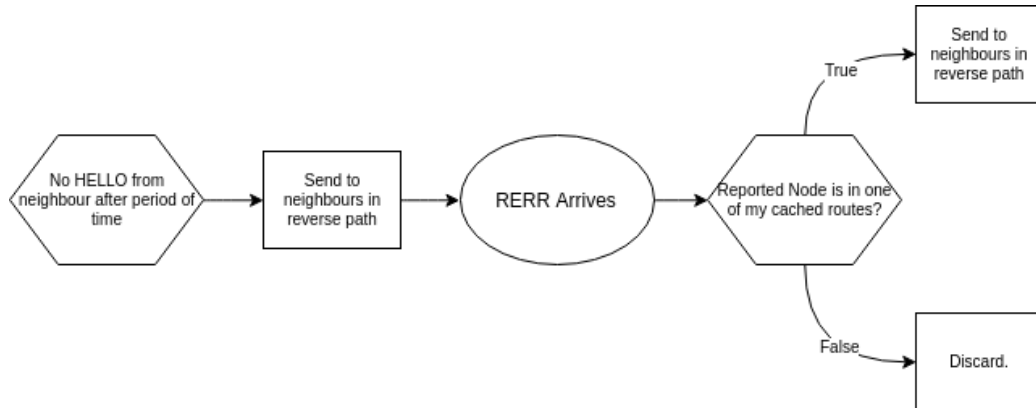 No HELLO from
neighbour after period of
time
Send to
neighbours in
reverse path
RERR Arrives
Reported Node is in one
of my cached routes?
True
Send to
neighbours in
reverse path
False
Discard.